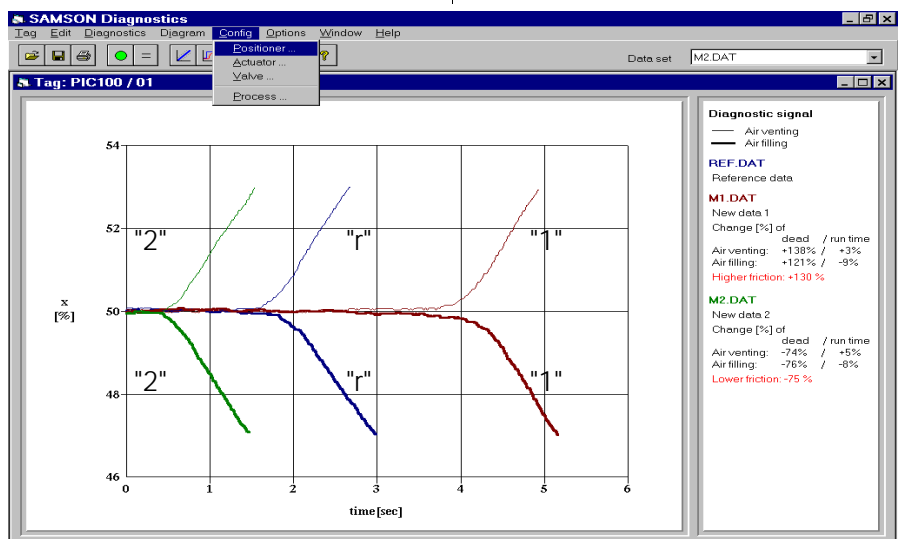 SAMSON Diagnostics
Tag Edit Diagnostics Diagram Config Options Window Help
Positioner ...
Actuator ...
Valve ...
Process ...
Data set M2.DAT
Tag: PIC100 / 01
54
52
50
48
46
x
[%]
"2" "r" "1"
"2" "r" "1"
0 1 2 3 4 5 6
time[sec]
Diagnostic signal
Air venting
Air filling
REF.DAT
Reference data
M1.DAT
New data 1
Change [%] of
dead / run time
Air venting: +138% / +3%
Air filling: +121% / -9%
Higher friction: +130 %
M2.DAT
New data 2
Change [%] of
dead / run time
Air venting: -74% / +5%
Air filling: -76% / -8%
Lower friction: -75 %